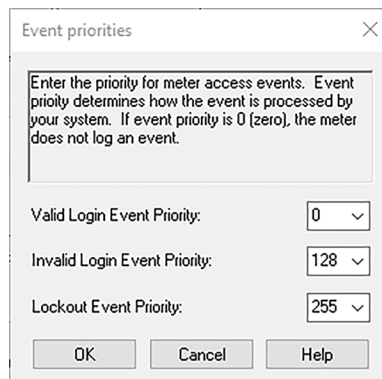 Event priorities
Enter the priority for meter access events. Event
prioity determines how the event is processed by
your system. If event priority is 0 (zero), the meter
does not log an event.
Valid Login Event Priority:
0
Invalid Login Event Priority:
128
Lockout Event Priority:
255
OK
Cancel
Help